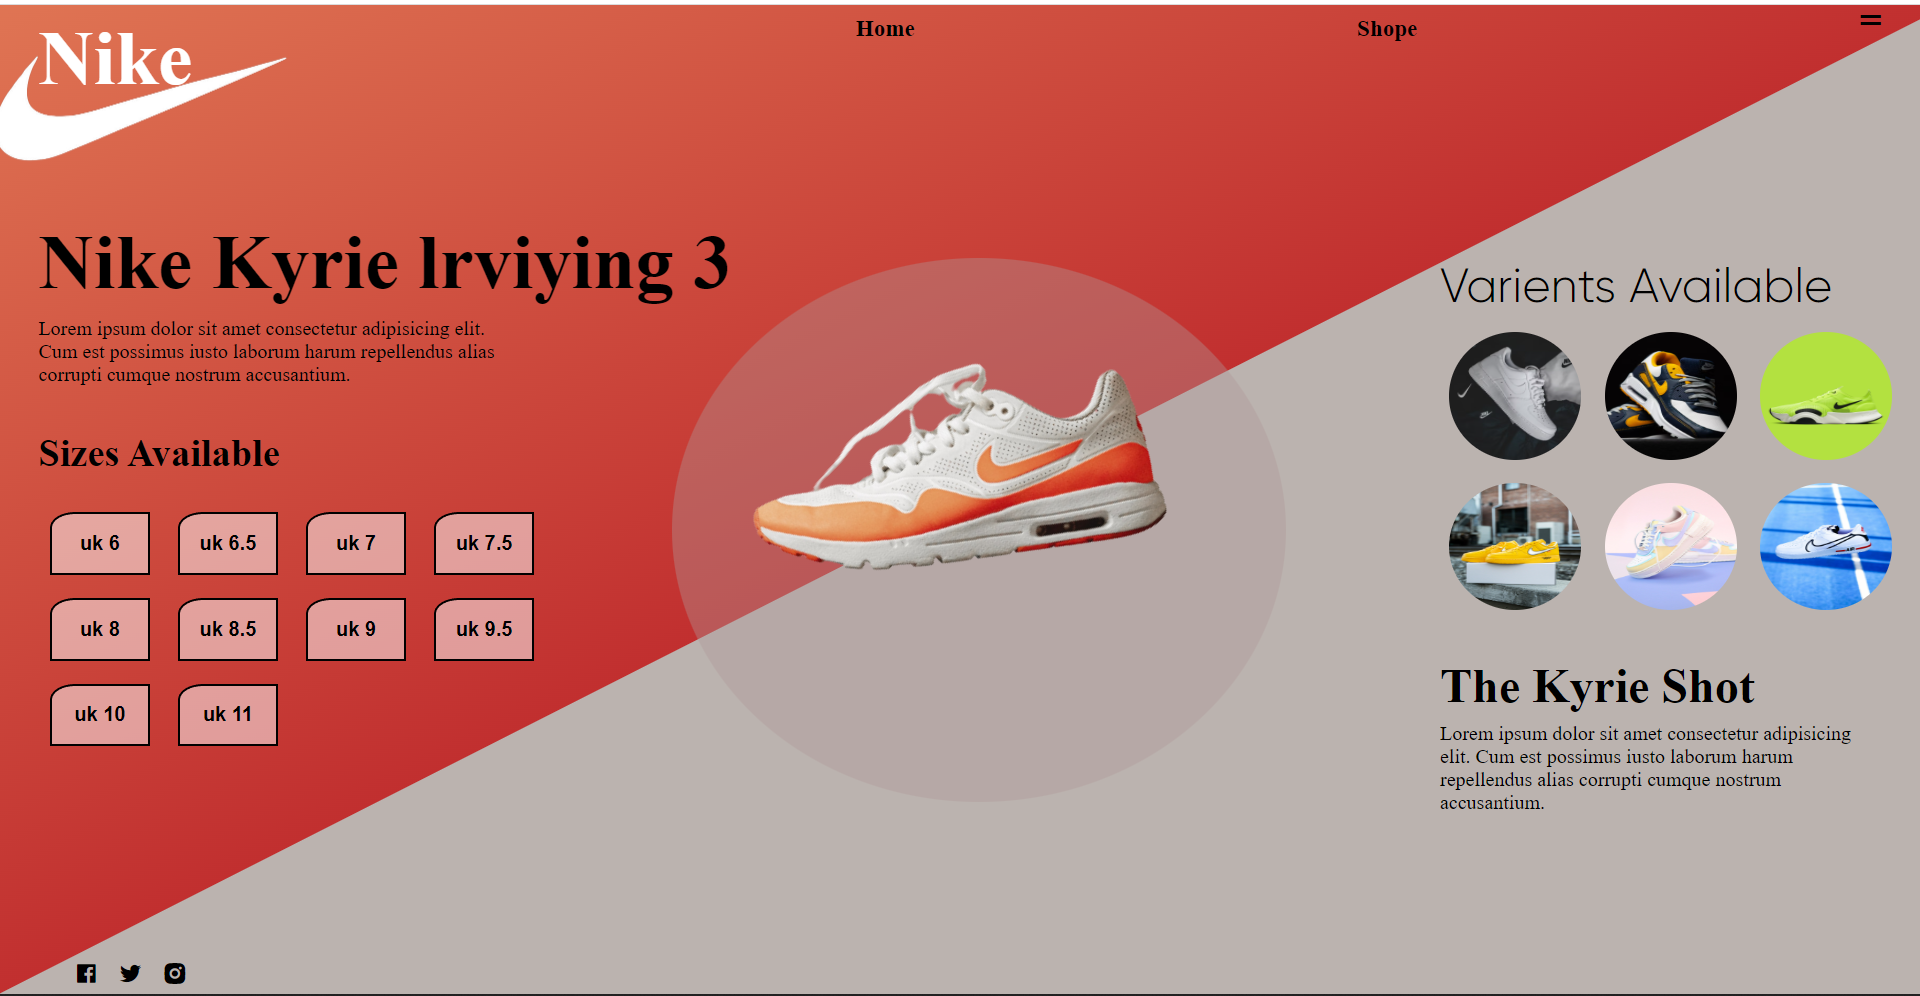 Nike
Home
Shope
Nike Kyrie lrviying 3
Lorem ipsum dolor sit amet consectetur adipisicing elit.
Cum est possimus iusto laborum harum repellendus alias
corrupti cumque nostrum accusantium.
Sizes Available
uk 6
uk 6.5
uk 7
uk 7.5
uk 8
uk 8.5
uk 9
uk 9.5
uk 10
uk 11
Varients Available
The Kyrie Shot
Lorem ipsum dolor sit amet consectetur adipisicing
elit. Cum est possimus iusto laborum harum
repellendus alias corrupti cumque nostrum
accusantium.